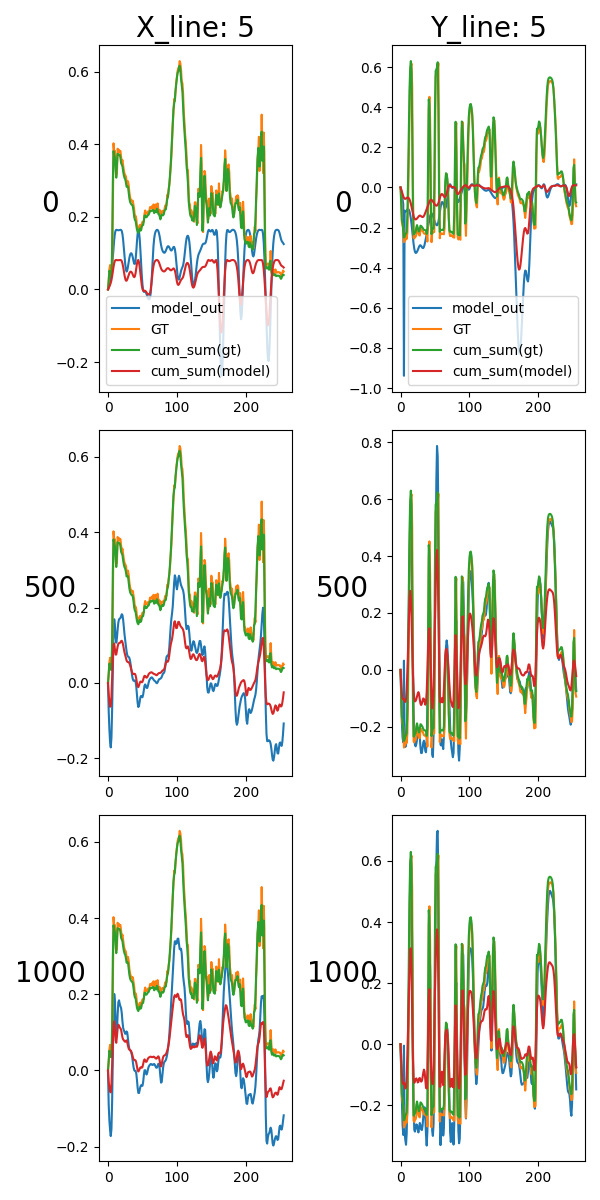 X_line: 5 Y_line: 5
0.6 0.6
0.4 0.4
0.2
0.2 0.0
0 0 −0.2
−0.4
0.0 −0.6
−0.8
−0.2 −1.0
model_out model_out
GT GT
cum_sum(gt) cum_sum(gt)
cum_sum(model) cum_sum(model)
0 100 200 0 100 200
0.6 0.8
0.4 0.6
0.4
500 500
0.2 0.2
0.0 0.0
−0.2 −0.2
0 100 200 0 100 200
0.6 0.6
0.4 0.4
0.2 0.2
1000 1000
0.0 0.0
−0.2 −0.2
0 100 200 0 100 200